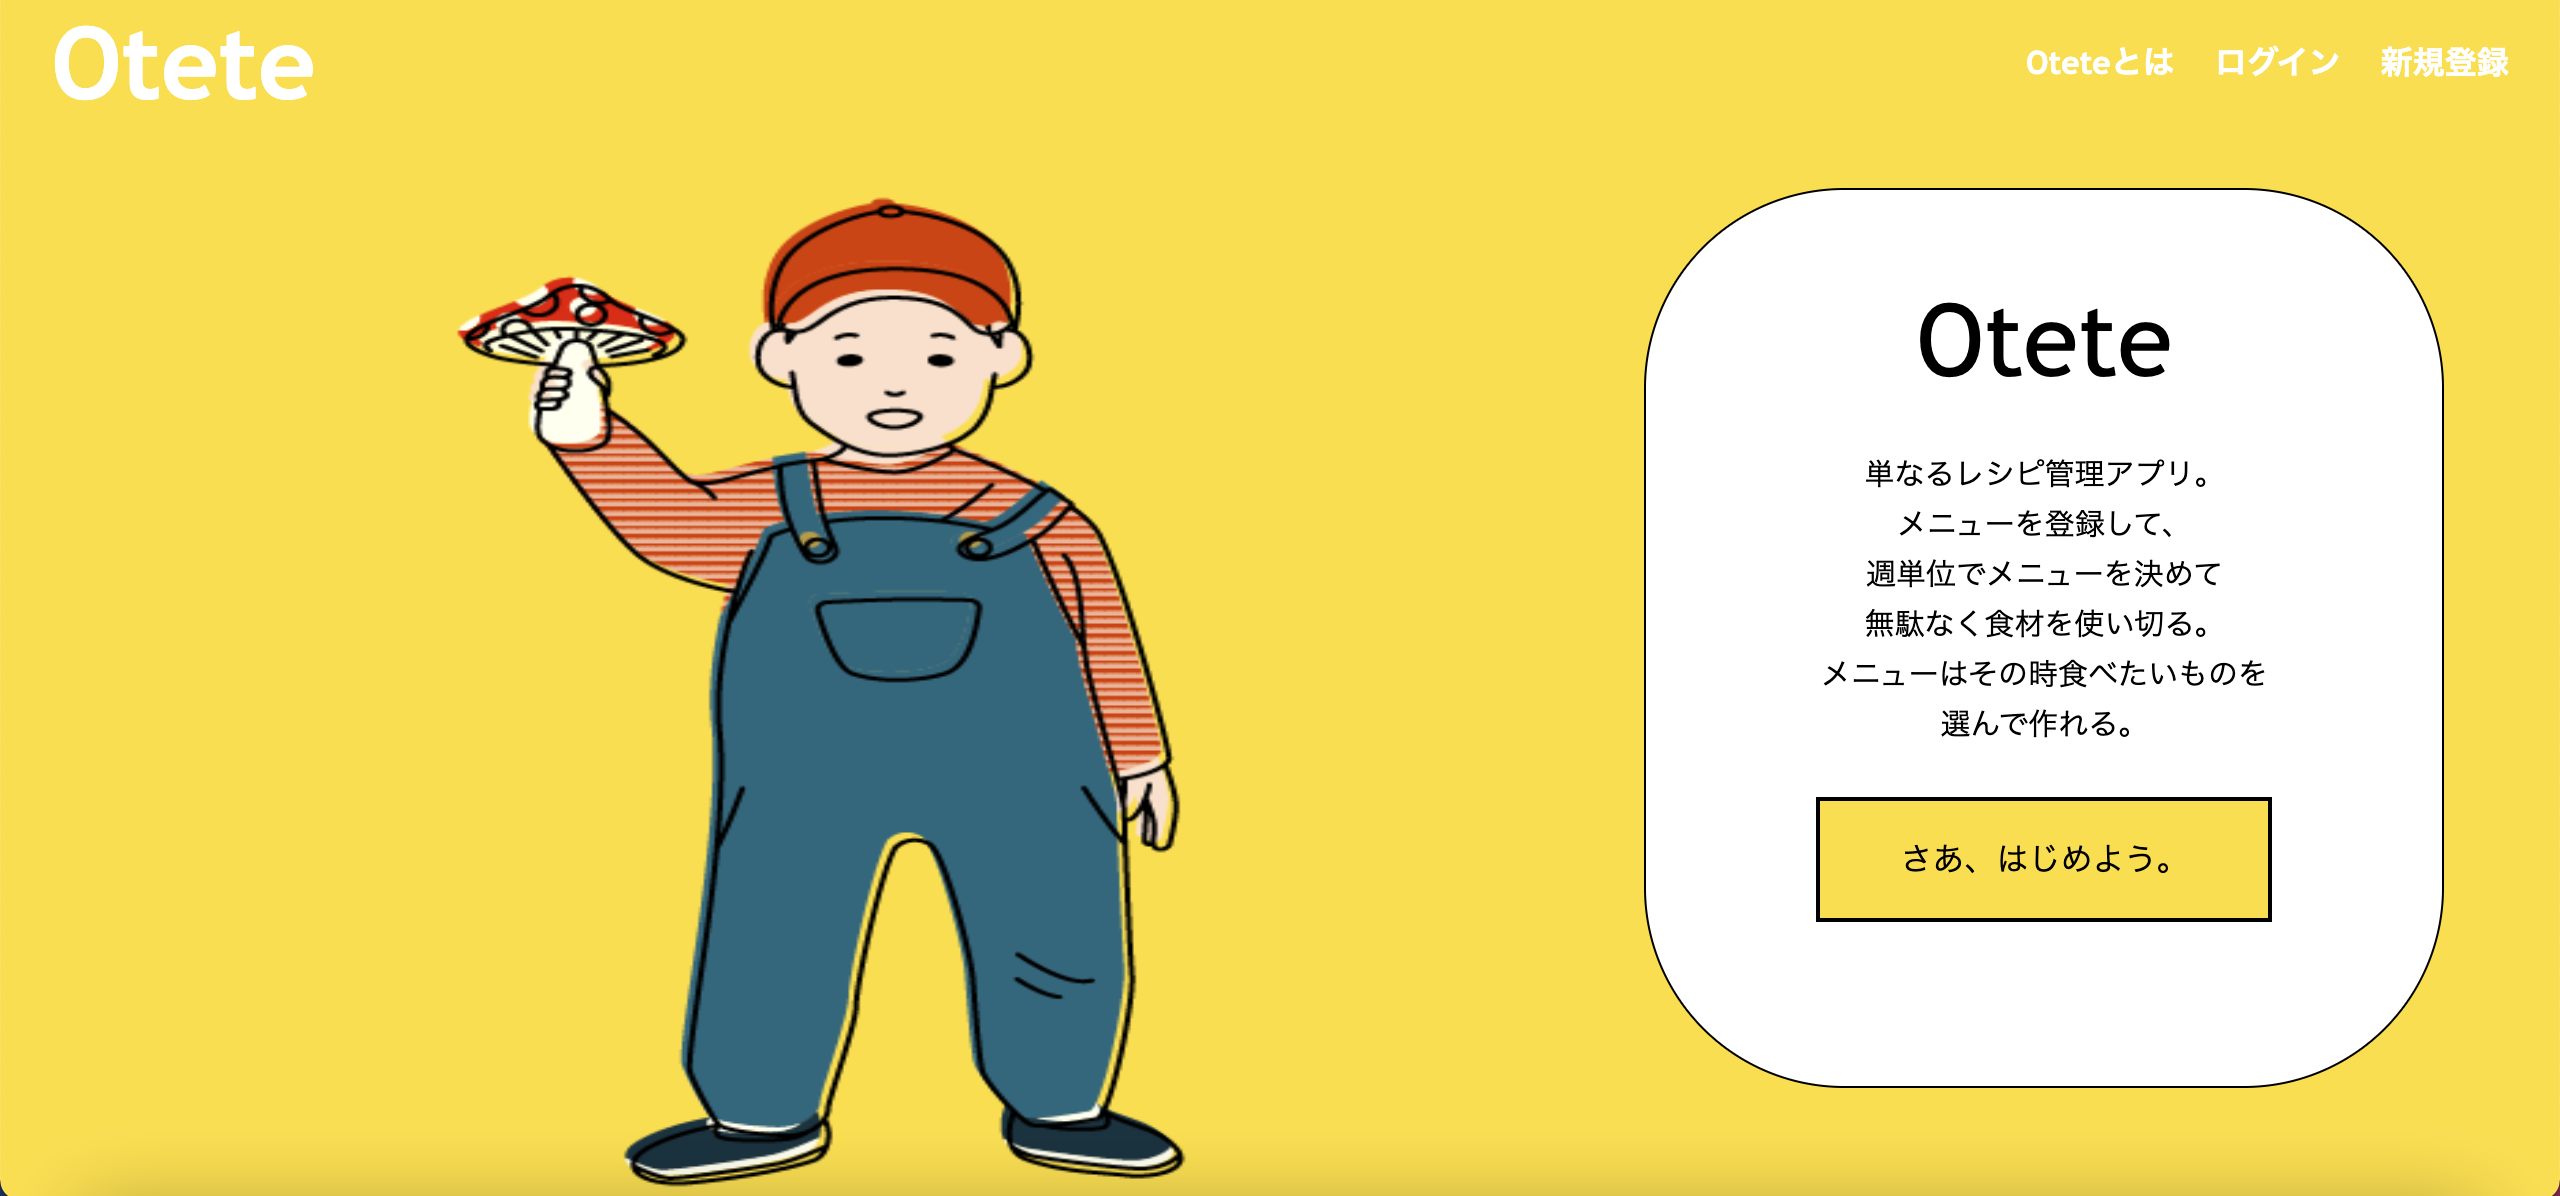 Otete
Oteteとは ログイン 新規登録
Otete
単なるレシピ管理アプリ。
メニューを登録して、
週単位でメニューを決めて
無駄なく食材を使い切る。
メニューはその時食べたいものを
選んで作れる。
さあ、はじめよう。